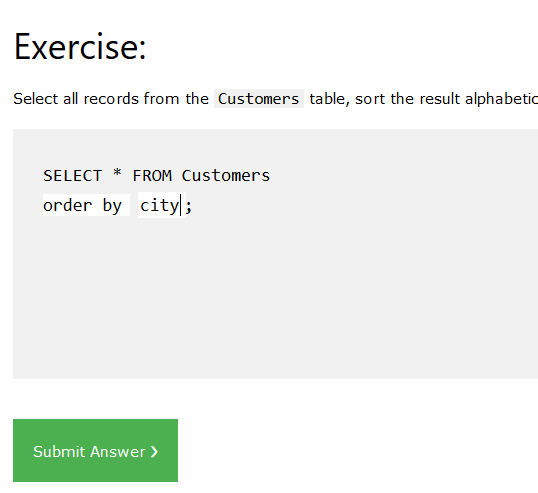 Exercise:
Select all records from the Customers table, sort the result alphabetic
SELECT * FROM Customers
order by city;
Submit Answer ❯